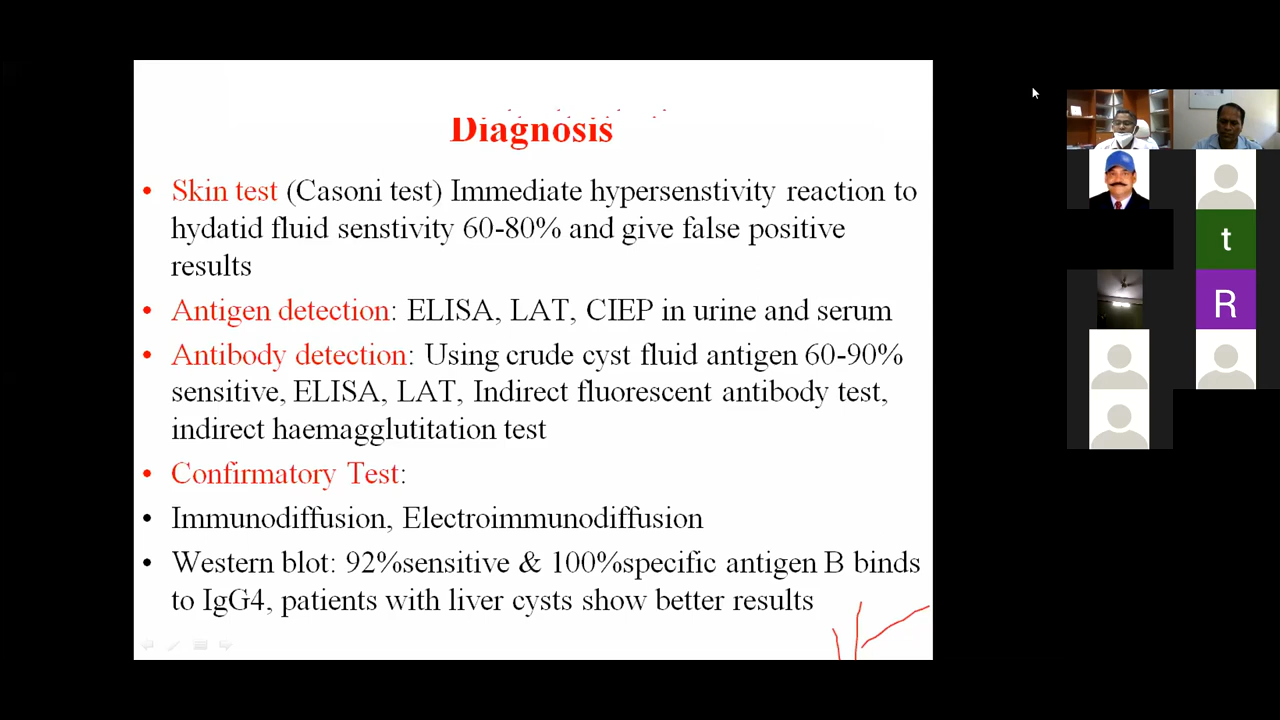 Diagnosis
• Skin test (Casoni test) Immediate hypersenstivity reaction to
hydatid fluid senstivity 60-80% and give false positive
results
• Antigen detection: ELISA, LAT, CIEP in urine and serum
• Antibody detection: Using crude cyst fluid antigen 60-90%
sensitive, ELISA, LAT, Indirect fluorescent antibody test,
indirect haemagglutitation test
• Confirmatory Test:
• Immunodiffusion, Electroimmunodiffusion
• Western blot: 92%sensitive & 100%specific antigen B binds
to IgG4, patients with liver cysts show better results
t
R